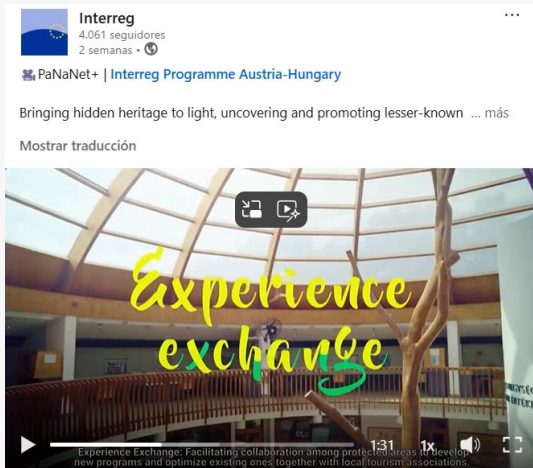 Interreg
4.061 seguidores
2 semanas •
PaNaNet+ | Interreg Programme Austria-Hungary
Bringing hidden heritage to light, uncovering and promoting lesser-known ... más
Mostrar traducción
Experience
exchange
1:31 1x
Experience Exchange: Facilitating collaboration among protected areas to develop
new programs and optimize existing ones together with local tourism associations.